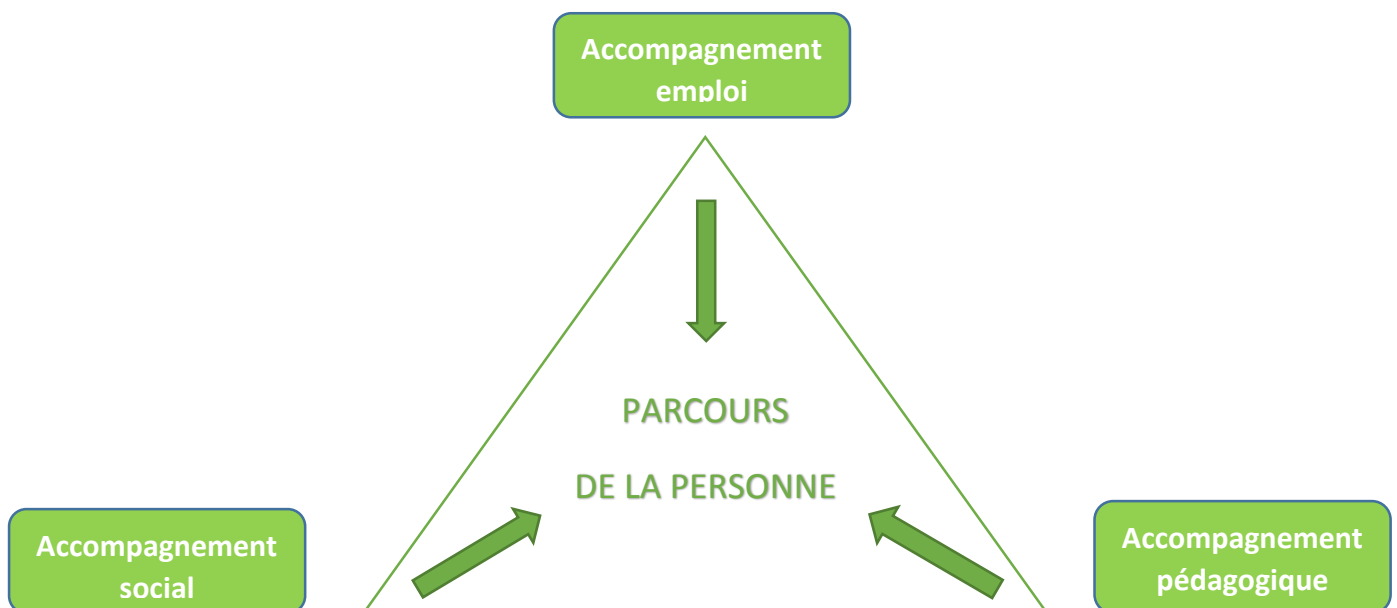 Accompagnement
emploi
PARCOURS
DE LA PERSONNE
Accompagnement
social
Accompagnement
pédagogique